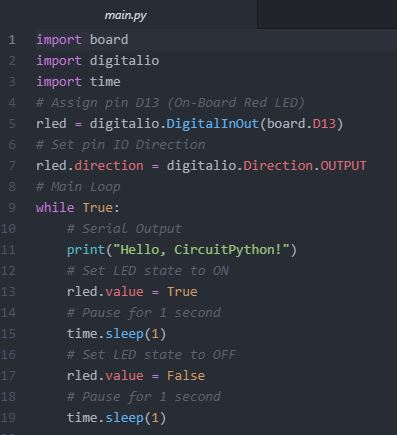 main.py
1 import board
2 import digitalio
3 import time
4 # Assign pin D13 (On-Board Red LED)
5 rled = digitalio.DigitalInOut(board.D13)
6 # Set pin IO Direction
7 rled.direction = digitalio.Direction.OUTPUT
8 # Main Loop
9 while True:
10     # Serial Output
11     print("Hello, CircuitPython!")
12     # Set LED state to ON
13     rled.value = True
14     # Pause for 1 second
15     time.sleep(1)
16     # Set LED state to OFF
17     rled.value = False
18     # Pause for 1 second
19     time.sleep(1)